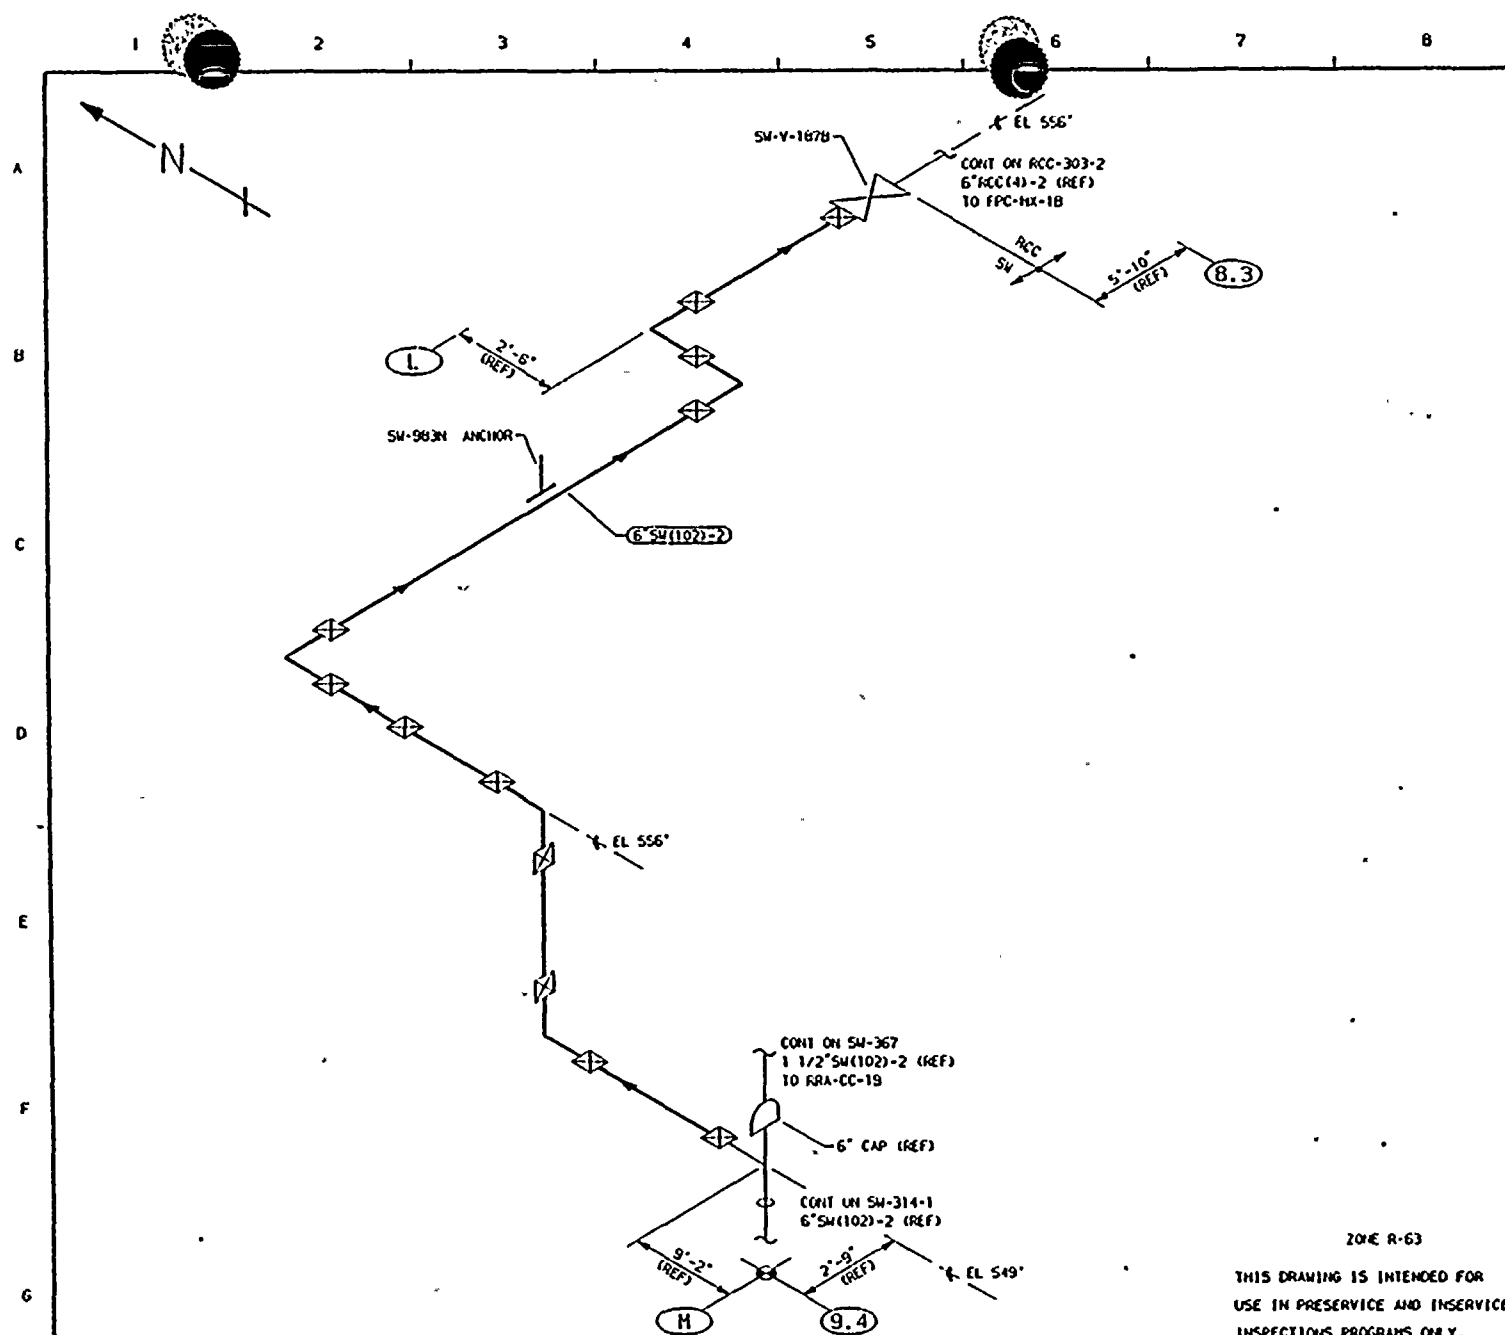 1 2 3 4 5 6 7 8
A
B
C
D
E
F
G
N
SW-V-187B
℄ EL 556'
CONT ON RCC-303-2
6"RCC(4)-2 (REF)
TO FPC-HX-1B
RCC
SW
5'-10"
(REF)
8.3
L
2'-6"
(REF)
SW-983N ANCHOR
6"SW(102)-2
℄ EL 556'
CONT ON SW-367
1 1/2"SW(102)-2 (REF)
TO RRA-CC-19
6" CAP (REF)
CONT ON SW-314-1
6"SW(102)-2 (REF)
9'-2"
(REF)
2'-9"
(REF)
℄ EL 549'
M
9.4
ZONE R-63
THIS DRAWING IS INTENDED FOR
USE IN PRESERVICE AND INSERVICE
INSPECTIONS PROGRAMS ONLY.